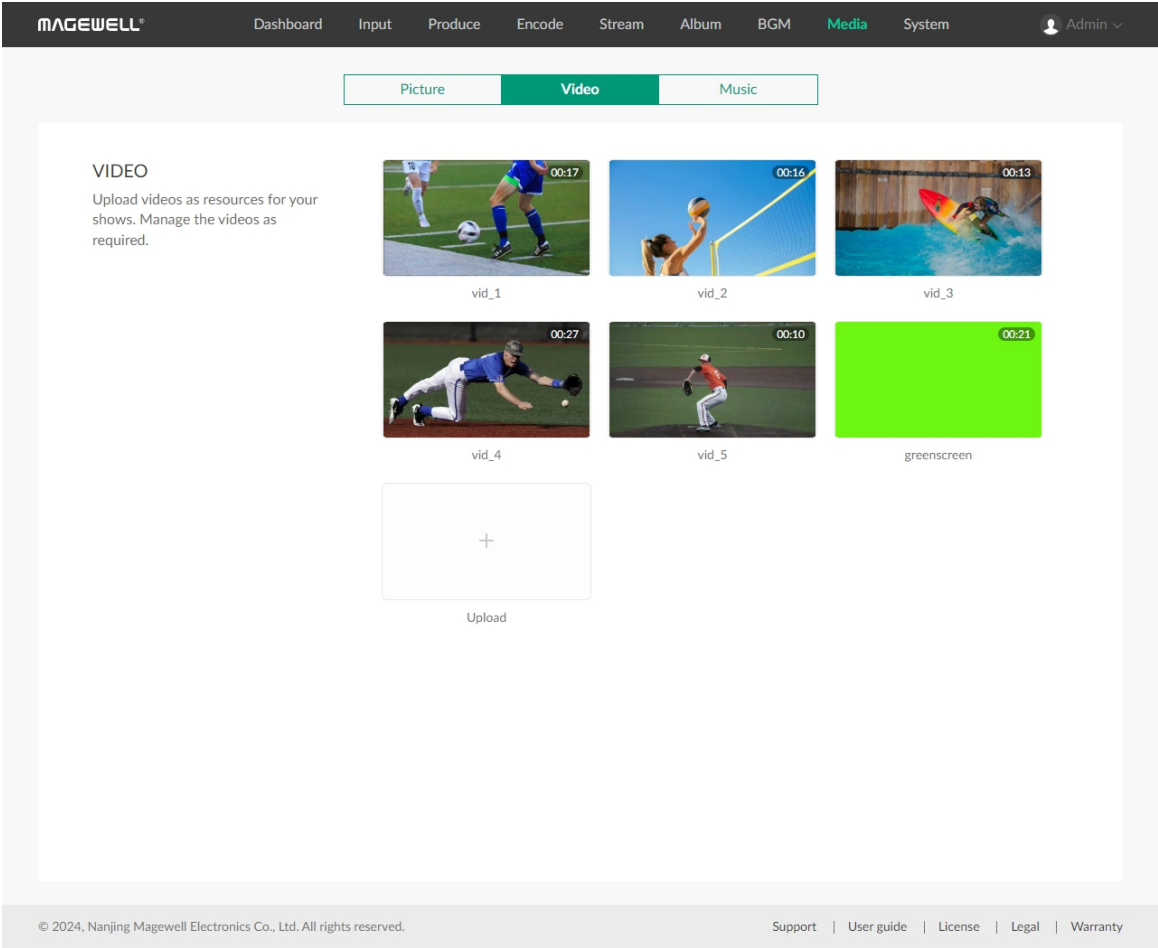 MAGEWELL®
Dashboard Input Produce Encode Stream Album BGM Media System Admin
Picture Video Music
VIDEO
Upload videos as resources for your
shows. Manage the videos as
required.
00:17 00:16 00:13
vid_1 vid_2 vid_3
00:27 00:10 00:21
vid_4 vid_5 greenscreen
+
Upload
© 2024, Nanjing Magewell Electronics Co., Ltd. All rights reserved. Support | User guide | License | Legal | Warranty